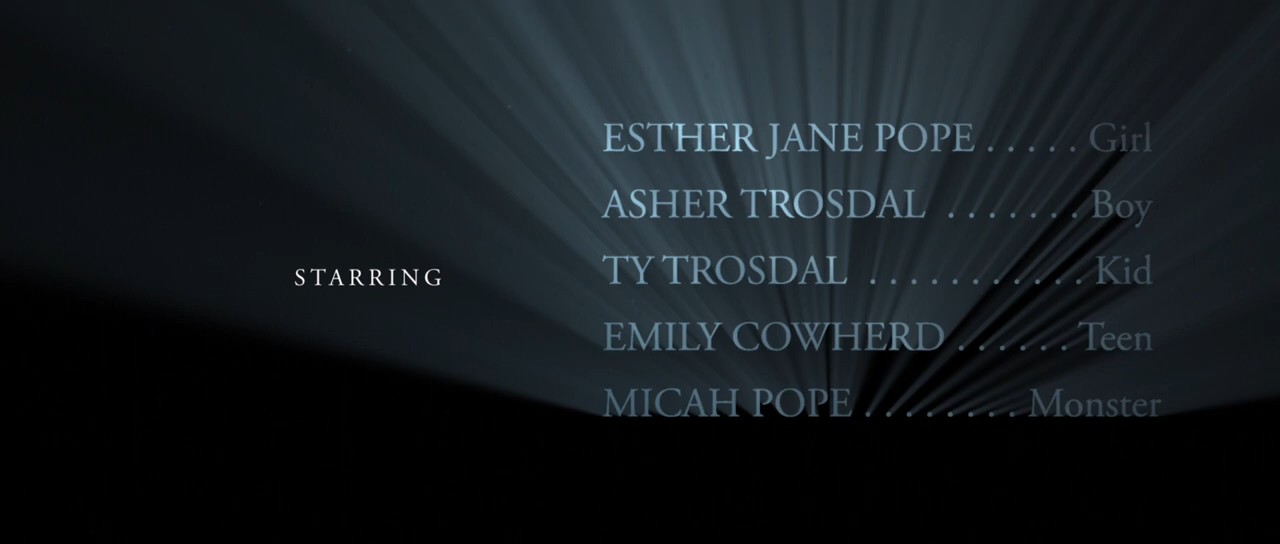 STARRING
ESTHER JANE POPE . . . . . Girl
ASHER TROSDAL . . . . . . . Boy
TY TROSDAL . . . . . . . . . . . Kid
EMILY COWHERD . . . . . . Teen
MICAH POPE . . . . . . . . Monster